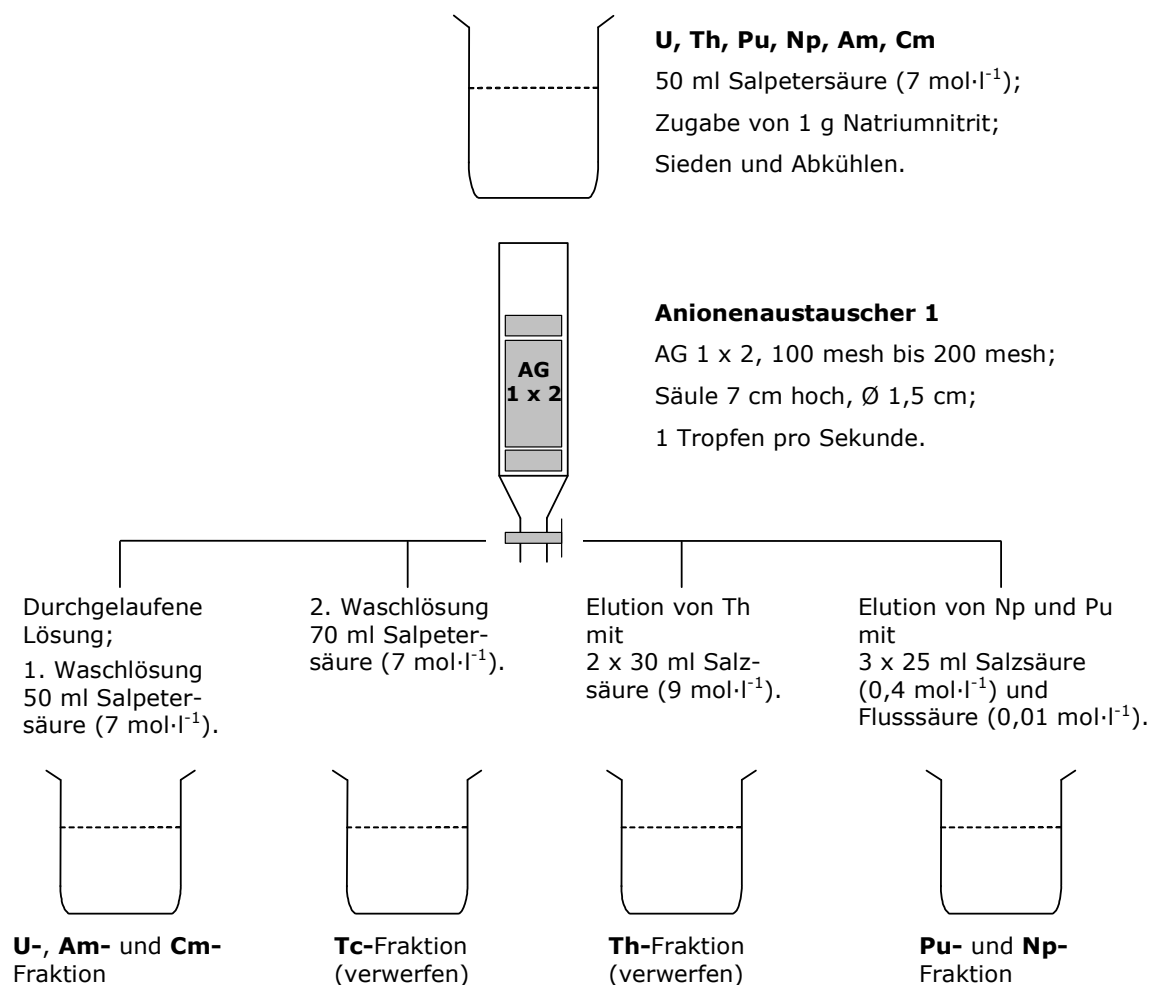 U, Th, Pu, Np, Am, Cm
50 ml Salpetersäure (7 mol·l⁻¹);
Zugabe von 1 g Natriumnitrit;
Sieden und Abkühlen.
Anionenaustauscher 1
AG 1 x 2, 100 mesh bis 200 mesh;
Säule 7 cm hoch, Ø 1,5 cm;
1 Tropfen pro Sekunde.
AG
1 x 2
Durchgelaufene
Lösung;
1. Waschlösung
50 ml Salpeter-
säure (7 mol·l⁻¹).
2. Waschlösung
70 ml Salpeter-
säure (7 mol·l⁻¹).
Elution von Th
mit
2 x 30 ml Salz-
säure (9 mol·l⁻¹).
Elution von Np und Pu
mit
3 x 25 ml Salzsäure
(0,4 mol·l⁻¹) und
Flusssäure (0,01 mol·l⁻¹).
U-, Am- und Cm-
Fraktion
Tc-Fraktion
(verwerfen)
Th-Fraktion
(verwerfen)
Pu- und Np-
Fraktion